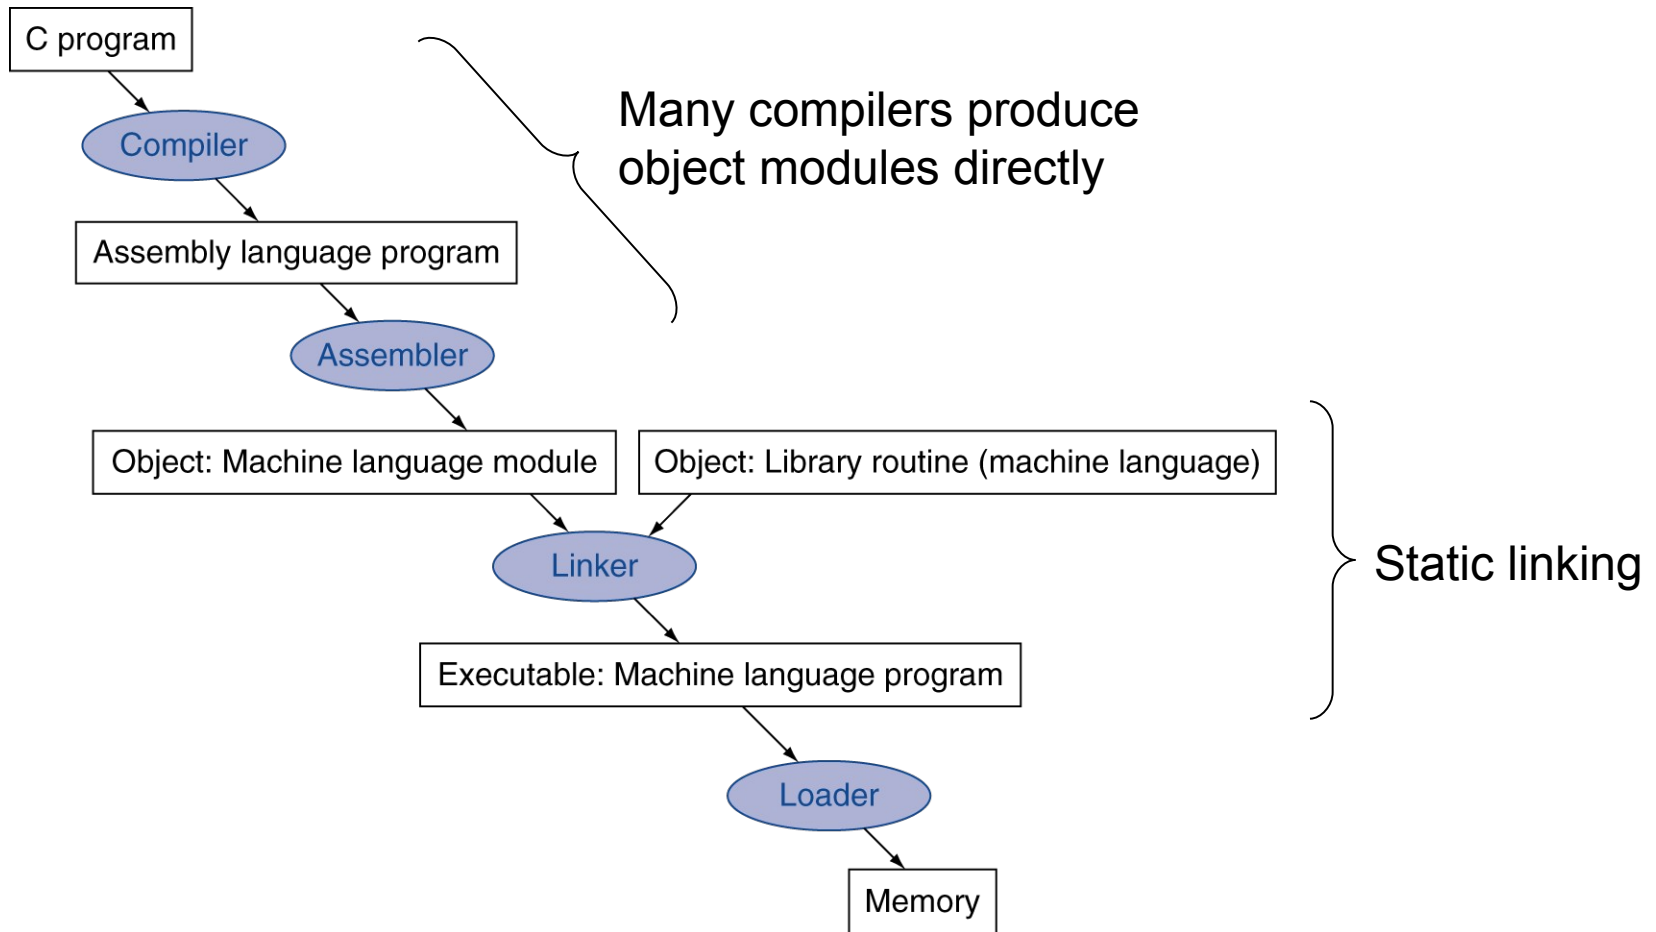 C program
Many compilers produce
object modules directly
Compiler
Assembly language program
Assembler
Object: Machine language module
Object: Library routine (machine language)
Linker
Static linking
Executable: Machine language program
Loader
Memory